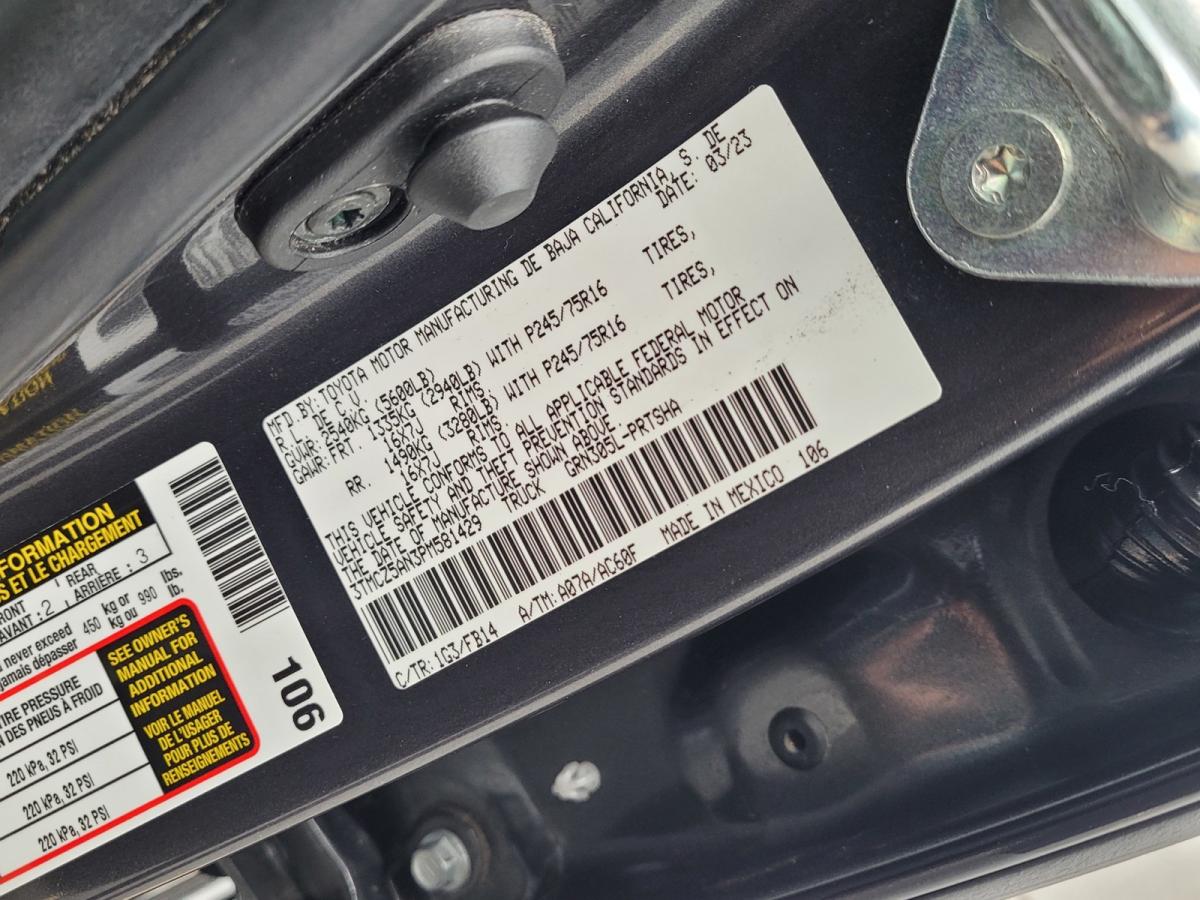 MFD.BY:TOYOTA MOTOR MANUFACTURING DE BAJA CALIFORNIA, S. DE
R.L. DE C.V. DATE: 03/23
GVWR: 2540KG (5600LB)
GAWR:FRT. 1335KG (2940LB) WITH P245/75R16 TIRES,
16X7J RIMS
RR. 1490KG (3280LB) WITH P245/75R16 TIRES,
16X7J RIMS
THIS VEHICLE CONFORMS TO ALL APPLICABLE FEDERAL MOTOR
VEHICLE SAFETY AND THEFT PREVENTION STANDARDS IN EFFECT ON
THE DATE OF MANUFACTURE SHOWN ABOVE.
3TMCZ5AN3PM581429 TRUCK GRN305L-PRTSHA
C/TR:1G3/FB14 A/TM:A07A/AC60F MADE IN MEXICO 106
FORMATION
S ET LE CHARGEMENT
RONT REAR
AVANT : 2 ARRIÈRE : 3
never exceed 450 kg or 990 lbs.
jamais dépasser kg ou lb.
TIRE PRESSURE
N DES PNEUS À FROID
220 kPa, 32 PSI
220 kPa, 32 PSI
220 kPa, 32 PSI
SEE OWNER'S
MANUAL FOR
ADDITIONAL
INFORMATION
VOIR LE MANUEL
DE L'USAGER
POUR PLUS DE
RENSEIGNEMENTS
106